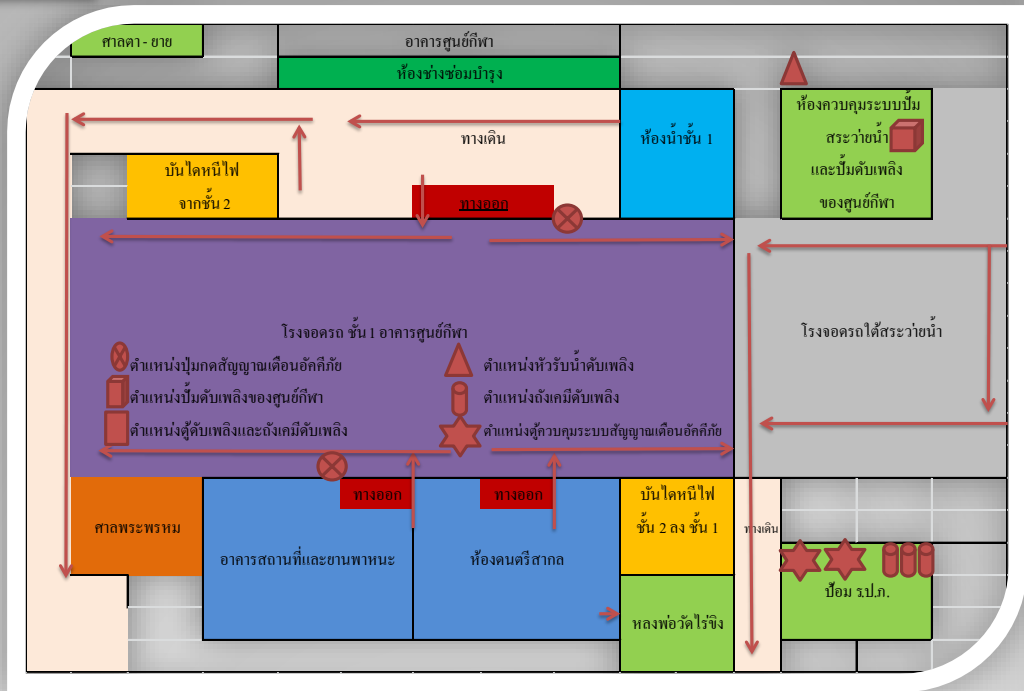 ศาลตา - ยาย
อาคารศูนย์กีฬา
ห้องช่างซ่อมบำรุง
ทางเดิน
ห้องน้ำชั้น 1
ห้องควบคุมระบบปั้ม
สระว่ายน้ำ
และปั้มดับเพลิง
ของศูนย์กีฬา
บันไดหนีไฟ
จากชั้น 2
ทางออก
โรงจอดรถ ชั้น 1 อาคารศูนย์กีฬา
โรงจอดรถใต้สระว่ายน้ำ
ตำแหน่งปุ่มกดสัญญาณเตือนอัคคีภัย
ตำแหน่งหัวรับน้ำดับเพลิง
ตำแหน่งปั้มดับเพลิงของศูนย์กีฬา
ตำแหน่งถังเคมีดับเพลิง
ตำแหน่งตู้ดับเพลิงและถังเคมีดับเพลิง
ตำแหน่งตู้ควบคุมระบบสัญญาณเตือนอัคคีภัย
ทางออก
ทางออก
บันไดหนีไฟ
ชั้น 2 ลง ชั้น 1
ทางเดิน
ศาลพระพรหม
อาคารสถานที่และยานพาหนะ
ห้องดนตรีสากล
ป้อม ร.ป.ภ.
หลงพ่อวัดไร่ขิง